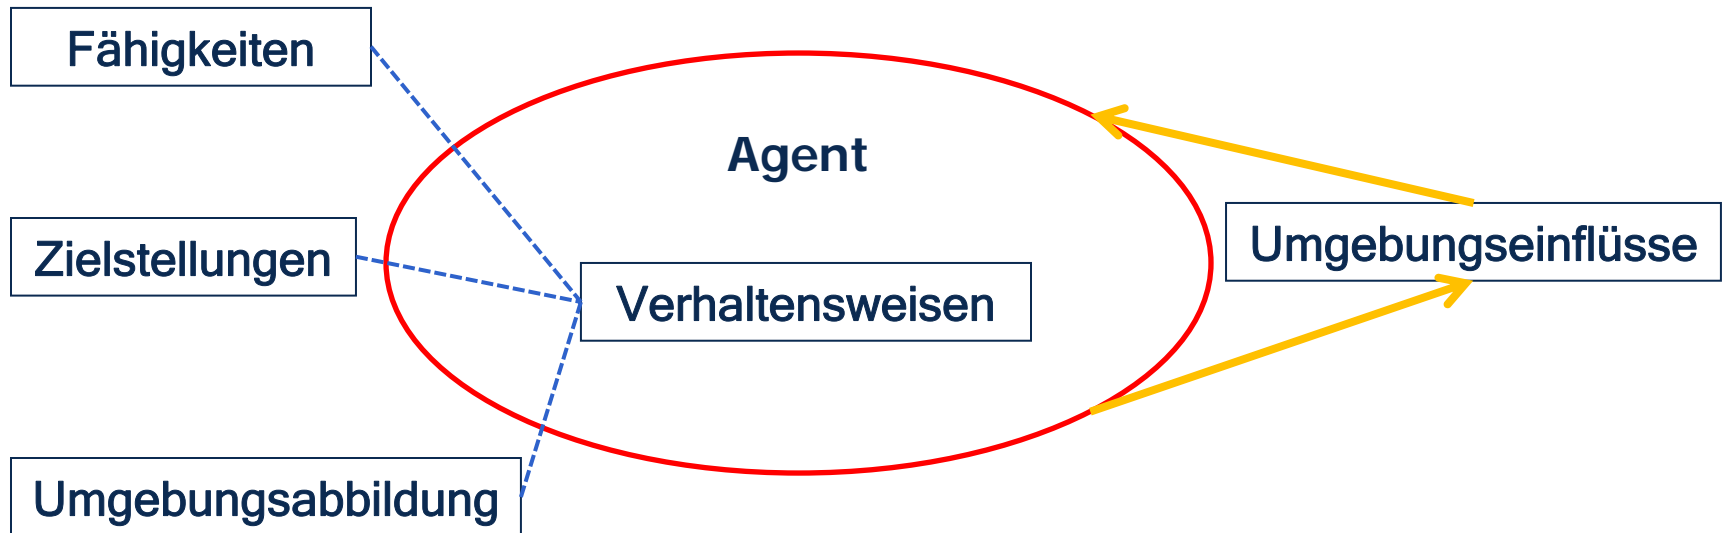 Fähigkeiten
Agent
Zielstellungen
Umgebungseinflüsse
Verhaltensweisen
Umgebungsabbildung